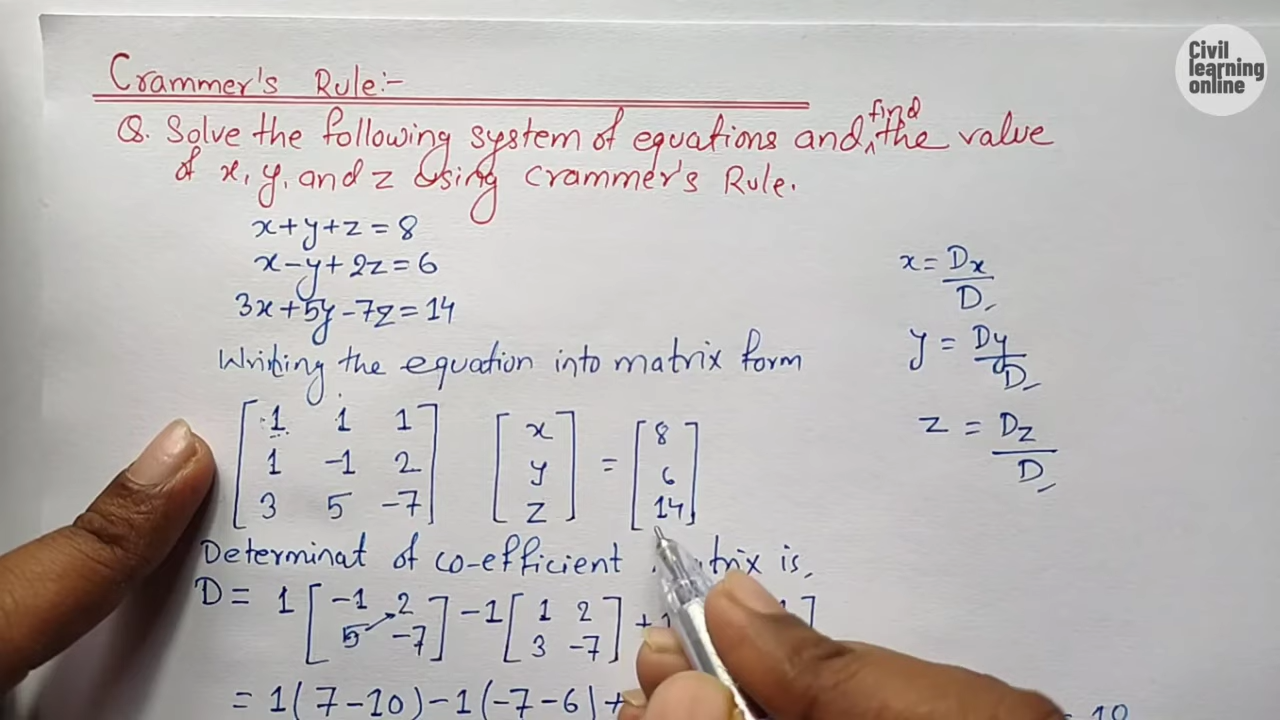 Civil
learning
online
Crammer's Rule:-
Q. Solve the following system of equations and find the value
of x, y, and z using Crammer's Rule.
x+y+z=8
x-y+2z=6
3x+5y-7z=14
x= Dx/D
y= Dy/D
z= Dz/D
Writing the equation into matrix form
[1 1 1] [x] [8]
[1 -1 2] [y] = [6]
[3 5 -7] [z] [14]
Determinat of co-efficient is,
D= 1 [-1 2] -1 [1 2] +
[5 -7] [3 -7]
= 1(7-10)-1(-7-6)+